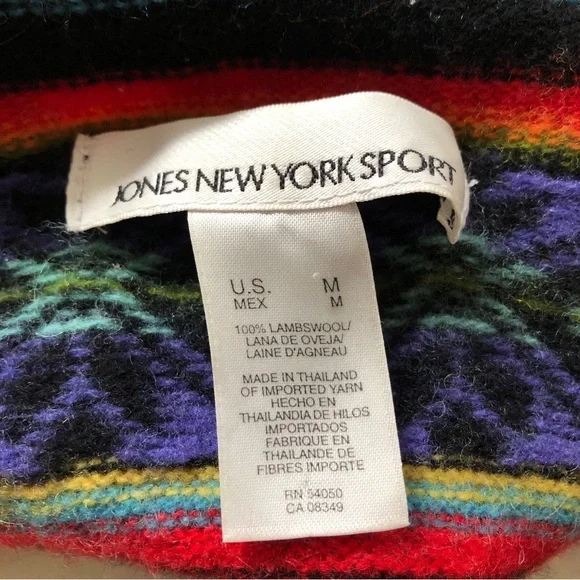 JONES NEW YORK SPORT
U.S. M
MEX M
100% LAMBSWOOL/
LANA DE OVEJA/
LAINE D'AGNEAU
MADE IN THAILAND
OF IMPORTED YARN
HECHO EN
THAILANDIA DE HILOS
IMPORTADOS
FABRIQUE EN
THAILANDE DE
FIBRES IMPORTE
RN 54050
CA 08349